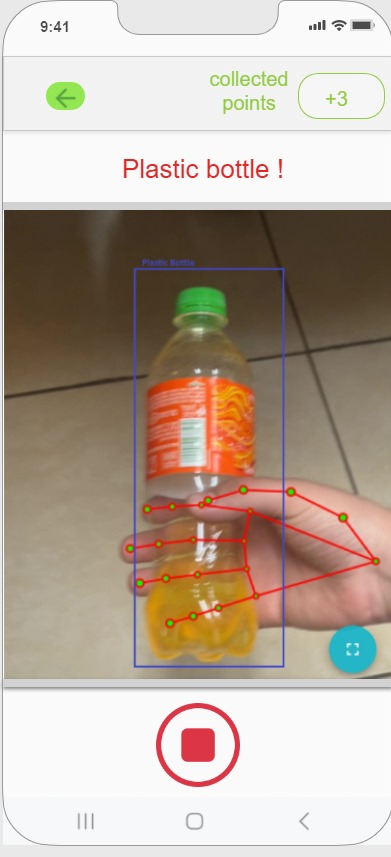 9:41
collected
points
+3
Plastic bottle !
Plastic Bottle